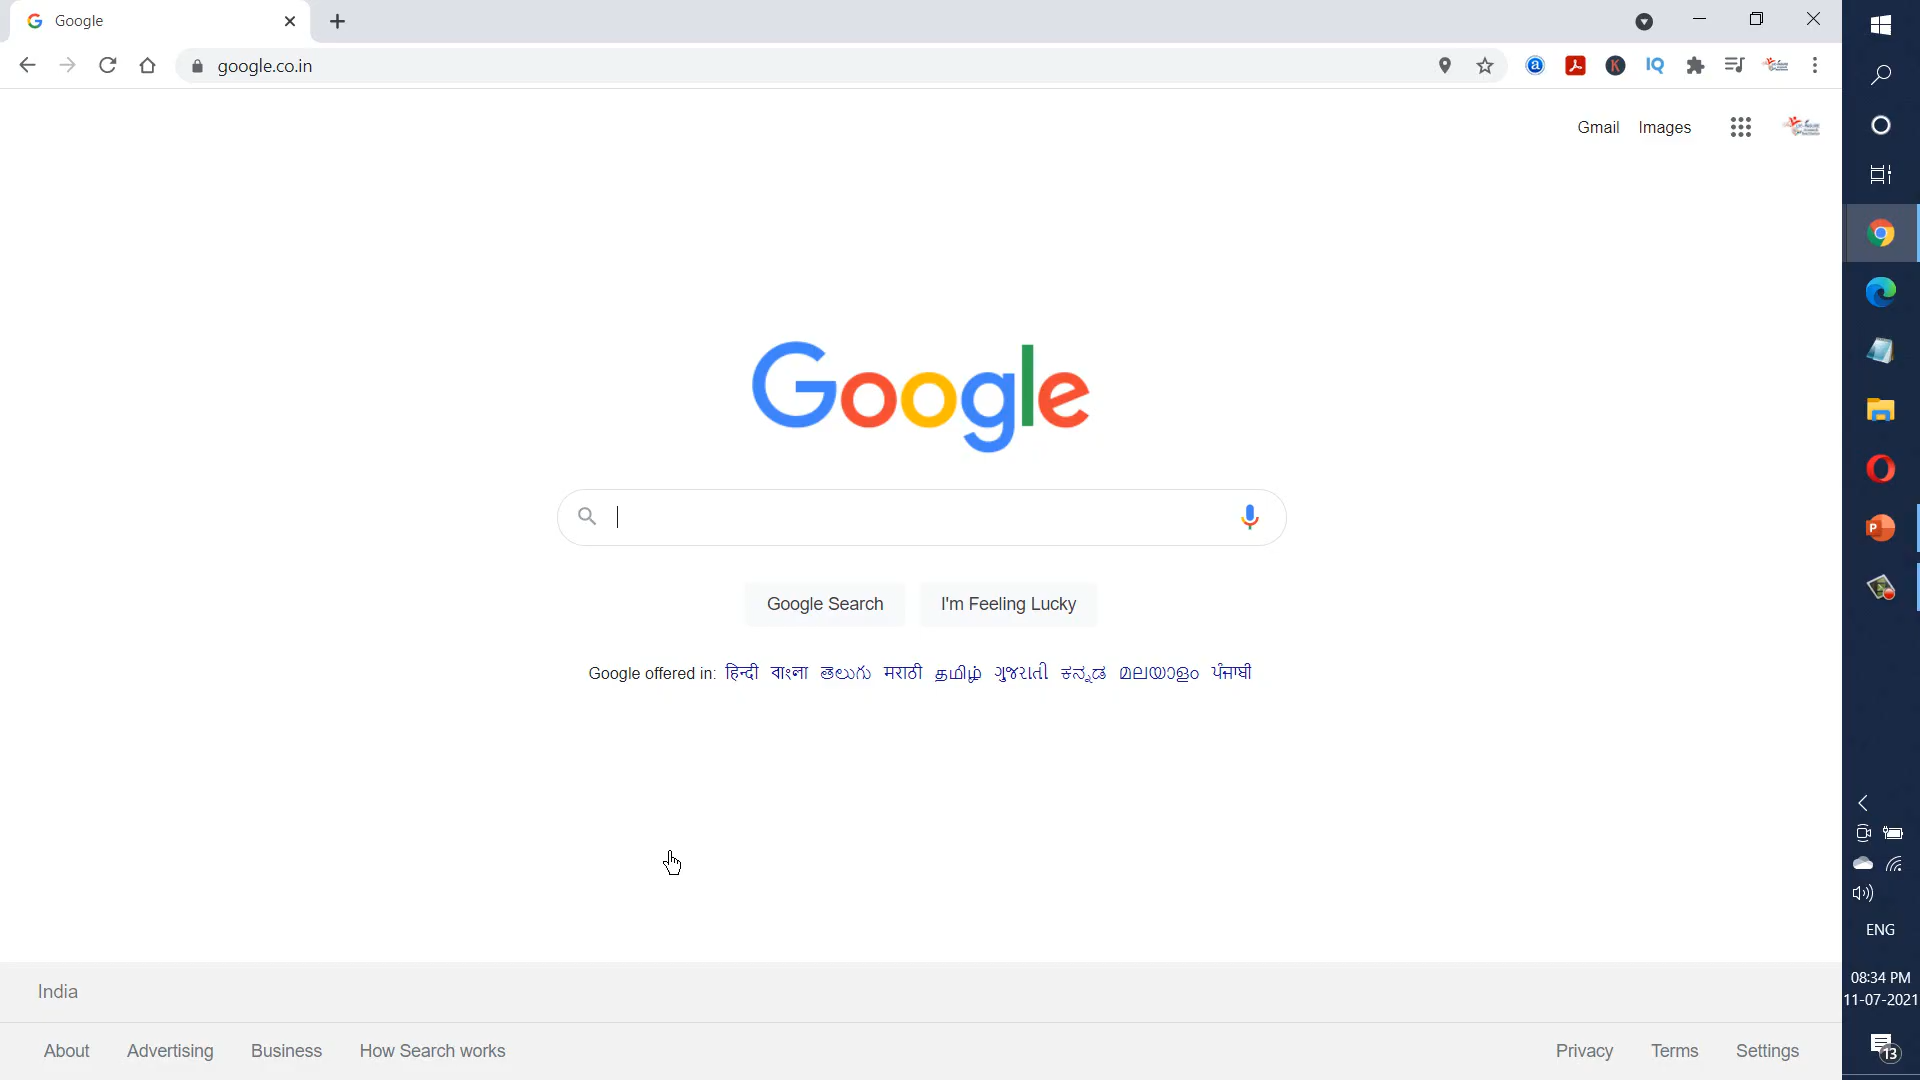 Google
google.co.in
Gmail Images
Google
Google Search I'm Feeling Lucky
Google offered in: हिन्दी বাংলা తెలుగు मराठी தமிழ் ગુજરાતી ಕನ್ನಡ മലയാളം ਪੰਜਾਬੀ
India
About Advertising Business How Search works Privacy Terms Settings
ENG
08:34 PM
11-07-2021
13